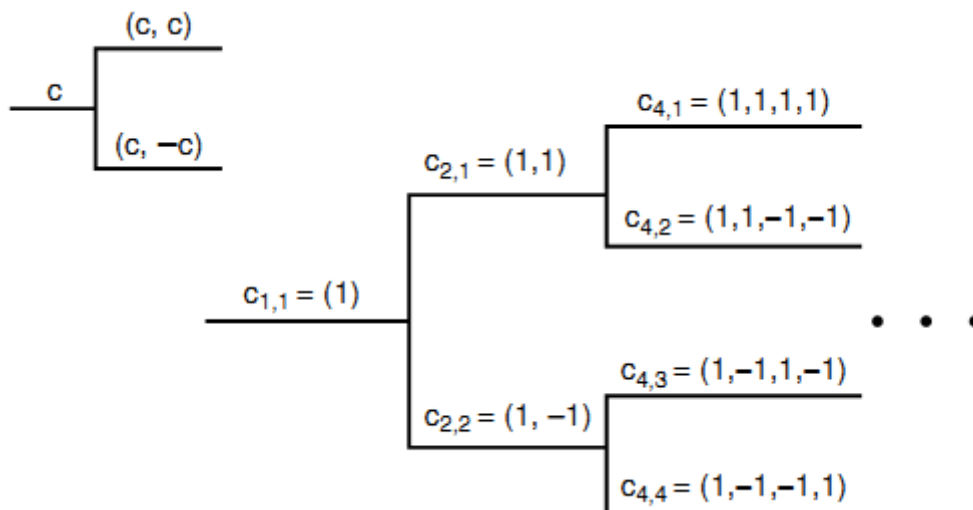 (c, c)
c
(c, −c)
c4,1 = (1,1,1,1)
c2,1 = (1,1)
c4,2 = (1,1,−1,−1)
c1,1 = (1)
c4,3 = (1,−1,1,−1)
c2,2 = (1, −1)
c4,4 = (1,−1,−1,1)